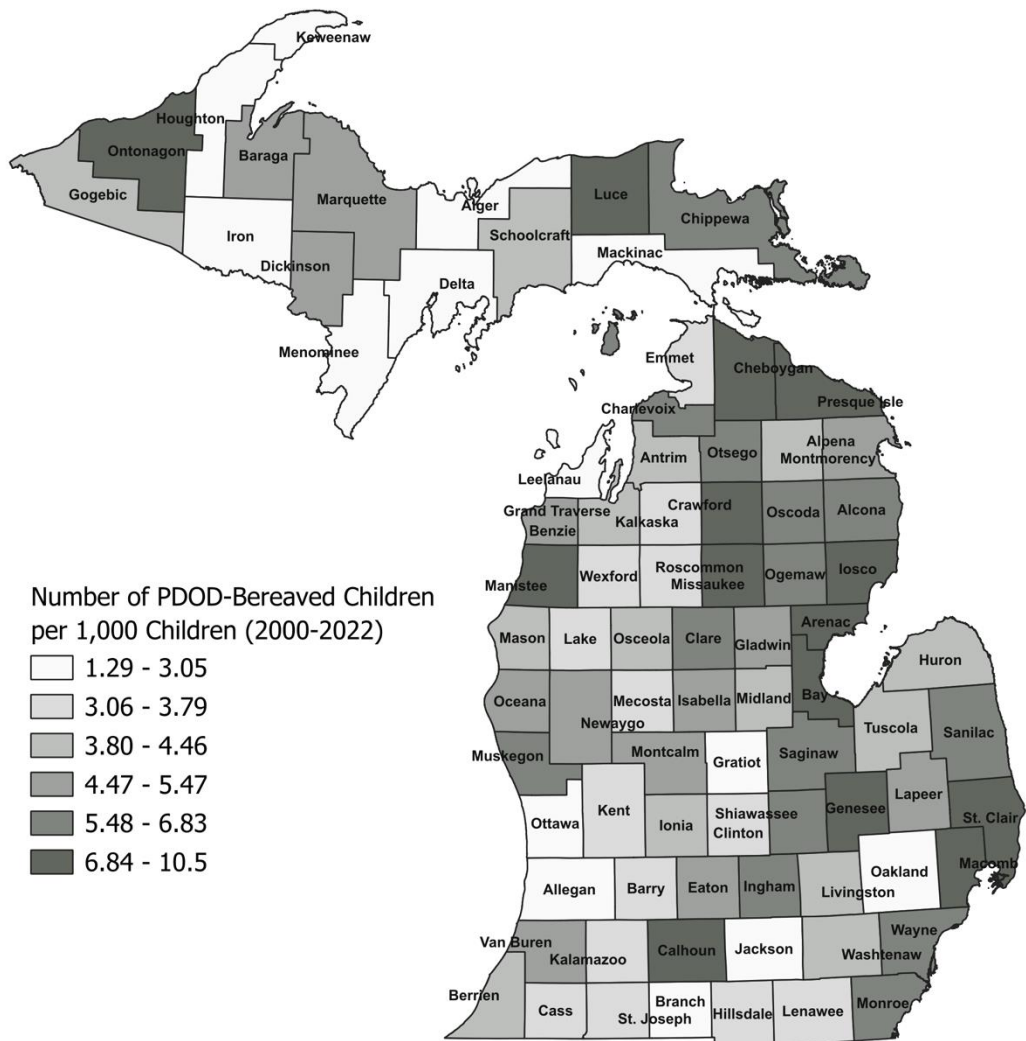 Keweenaw
Houghton
Ontonagon
Baraga
Gogebic
Marquette
Alger
Luce
Chippewa
Schoolcraft
Iron
Mackinac
Dickinson
Delta
Menominee
Emmet
Cheboygan
Presque Isle
Charlevoix
Antrim
Otsego
Alpena
Montmorency
Leelanau
Grand Traverse
Benzie
Kalkaska
Crawford
Oscoda
Alcona
Manistee
Wexford
Roscommon
Missaukee
Ogemaw
Iosco
Number of PDOD-Bereaved Children
per 1,000 Children (2000-2022)
1.29 - 3.05
3.06 - 3.79
3.80 - 4.46
4.47 - 5.47
5.48 - 6.83
6.84 - 10.5
Mason
Lake
Osceola
Clare
Gladwin
Arenac
Huron
Oceana
Newaygo
Mecosta
Isabella
Midland
Bay
Tuscola
Sanilac
Muskegon
Montcalm
Gratiot
Saginaw
Ottawa
Kent
Ionia
Shiawassee
Clinton
Genesee
Lapeer
St. Clair
Allegan
Barry
Eaton
Ingham
Livingston
Oakland
Macomb
Van Buren
Kalamazoo
Calhoun
Jackson
Washtenaw
Wayne
Berrien
Cass
St. Joseph
Branch
Hillsdale
Lenawee
Monroe